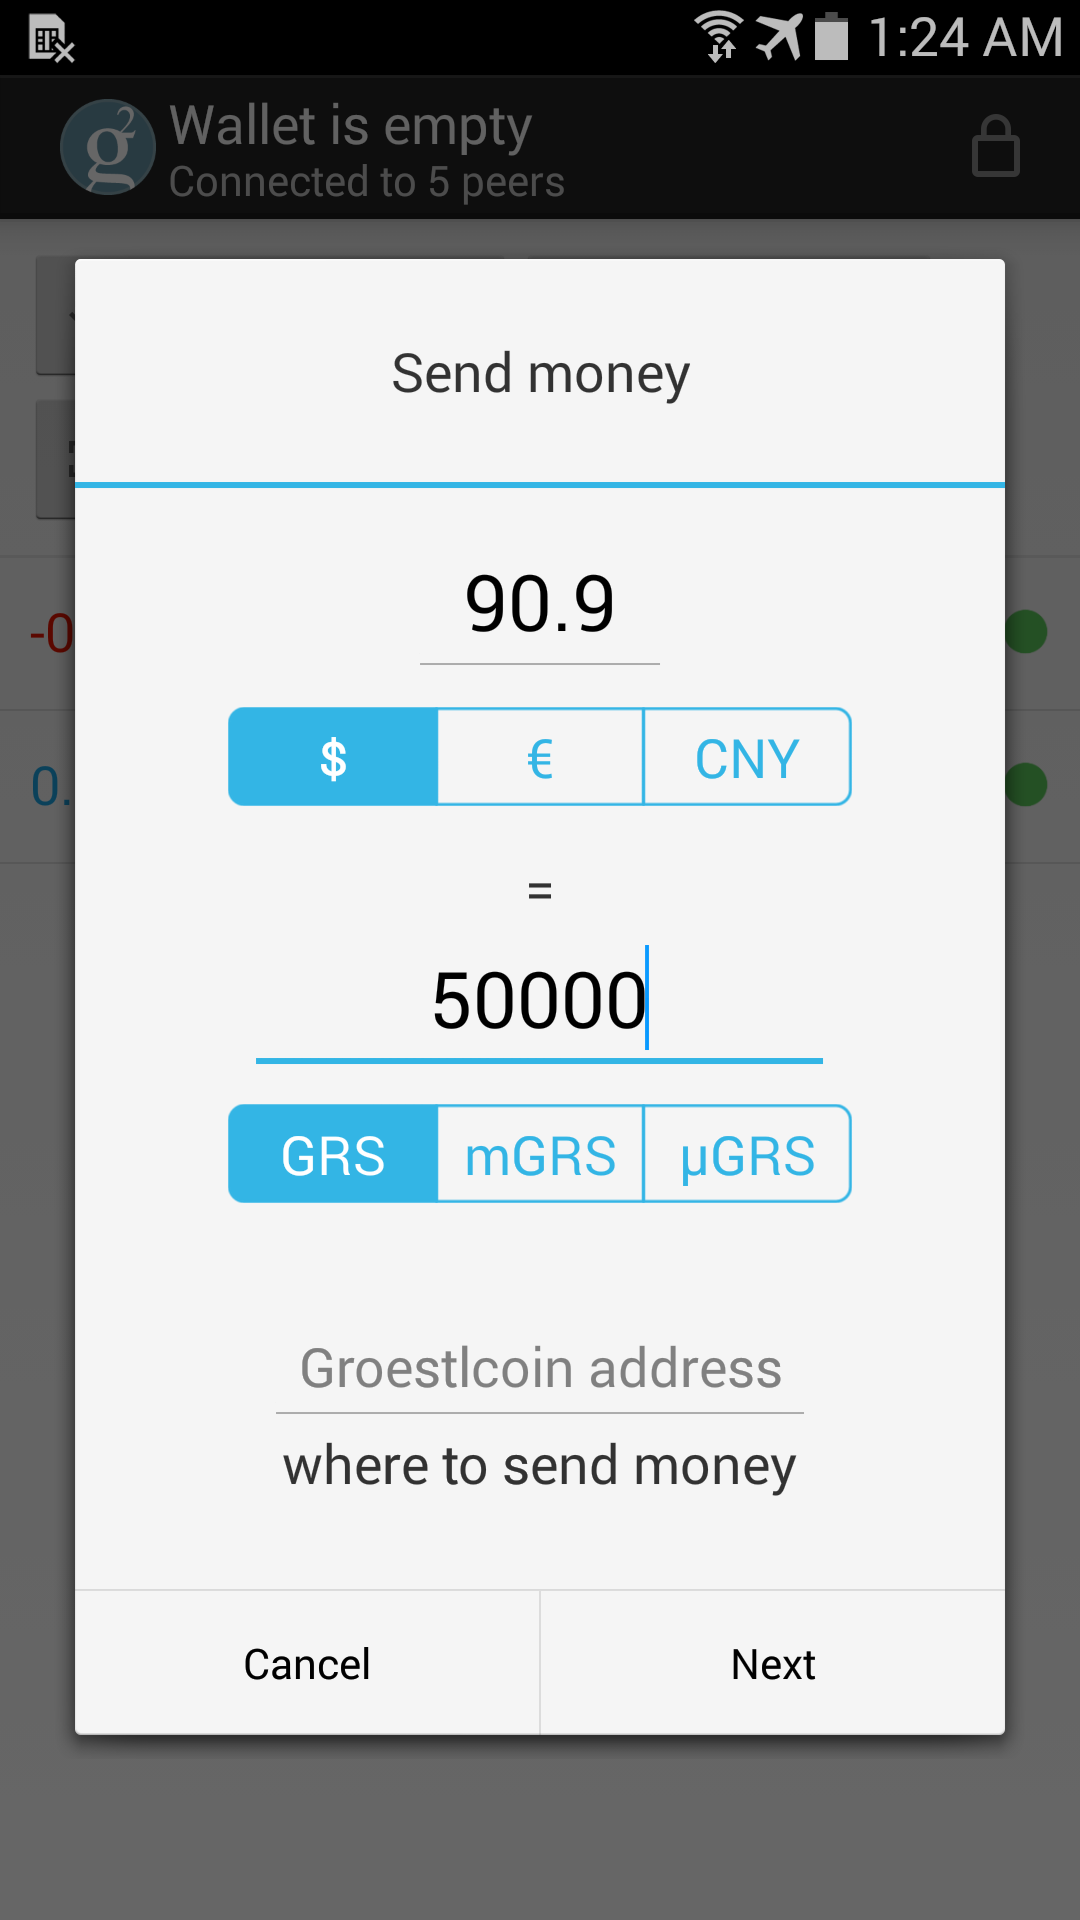 1:24 AM
g2
Wallet is empty
Connected to 5 peers
Send money
90.9
-0
$ € CNY
0.
=
50000
GRS mGRS µGRS
Groestlcoin address
where to send money
Cancel Next